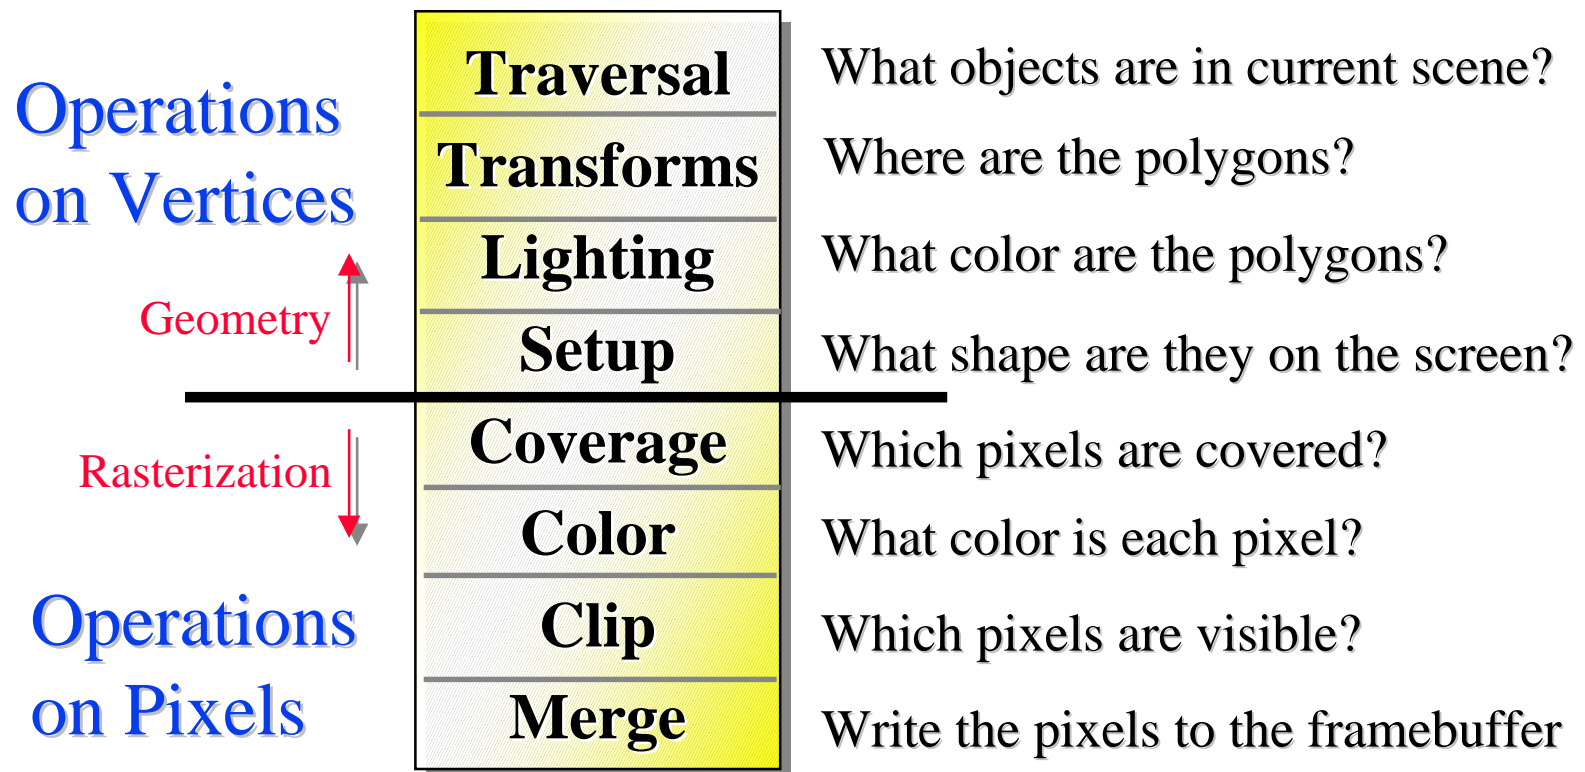 Operations
on Vertices
Geometry
Rasterization
Operations
on Pixels
Traversal What objects are in current scene?
Transforms Where are the polygons?
Lighting What color are the polygons?
Setup What shape are they on the screen?
Coverage Which pixels are covered?
Color What color is each pixel?
Clip Which pixels are visible?
Merge Write the pixels to the framebuffer